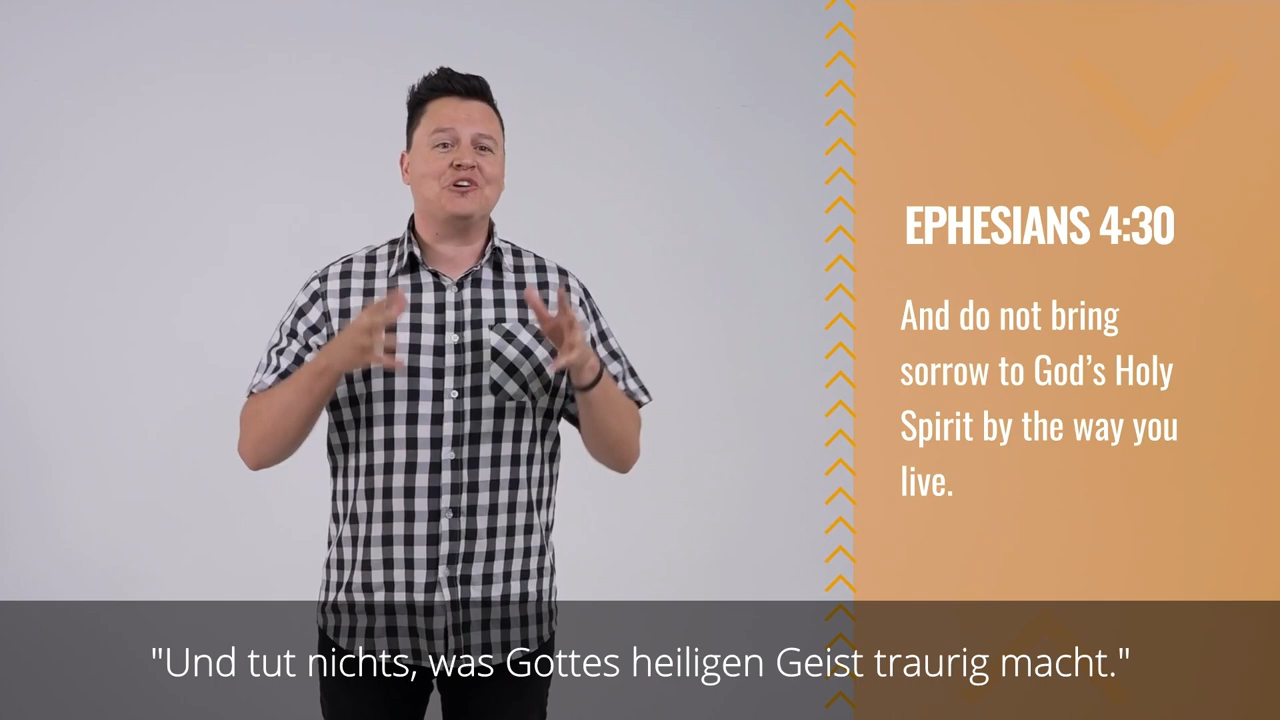 EPHESIANS 4:30
And do not bring
sorrow to God’s Holy
Spirit by the way you
live.
"Und tut nichts, was Gottes heiligen Geist traurig macht."